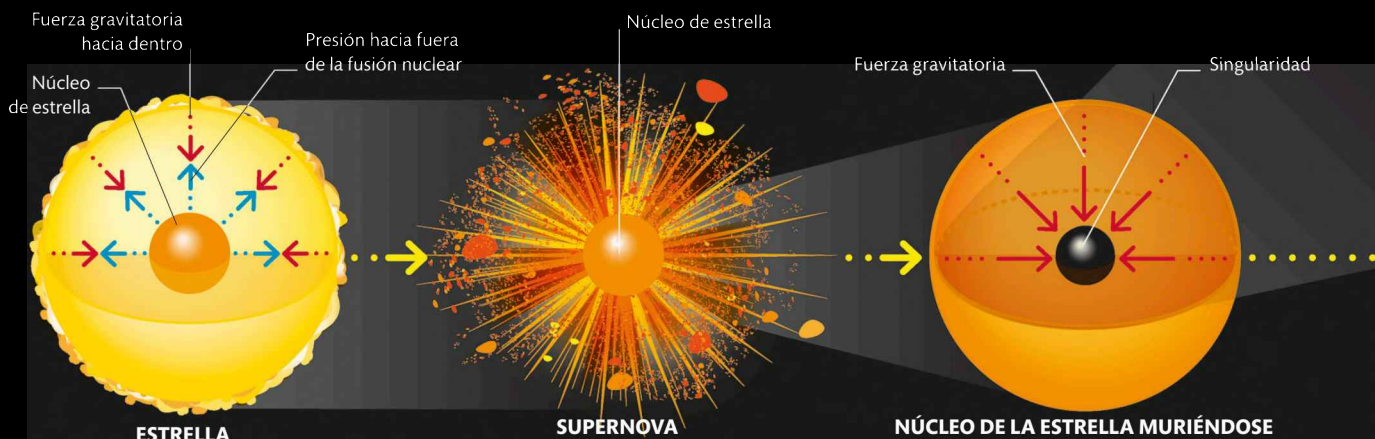 Fuerza gravitatoria
hacia dentro
Presión hacia fuera
de la fusión nuclear
Núcleo
de estrella
ESTRELLA
Núcleo de estrella
SUPERNOVA
Fuerza gravitatoria
Singularidad
NÚCLEO DE LA ESTRELLA MURIÉNDOSE